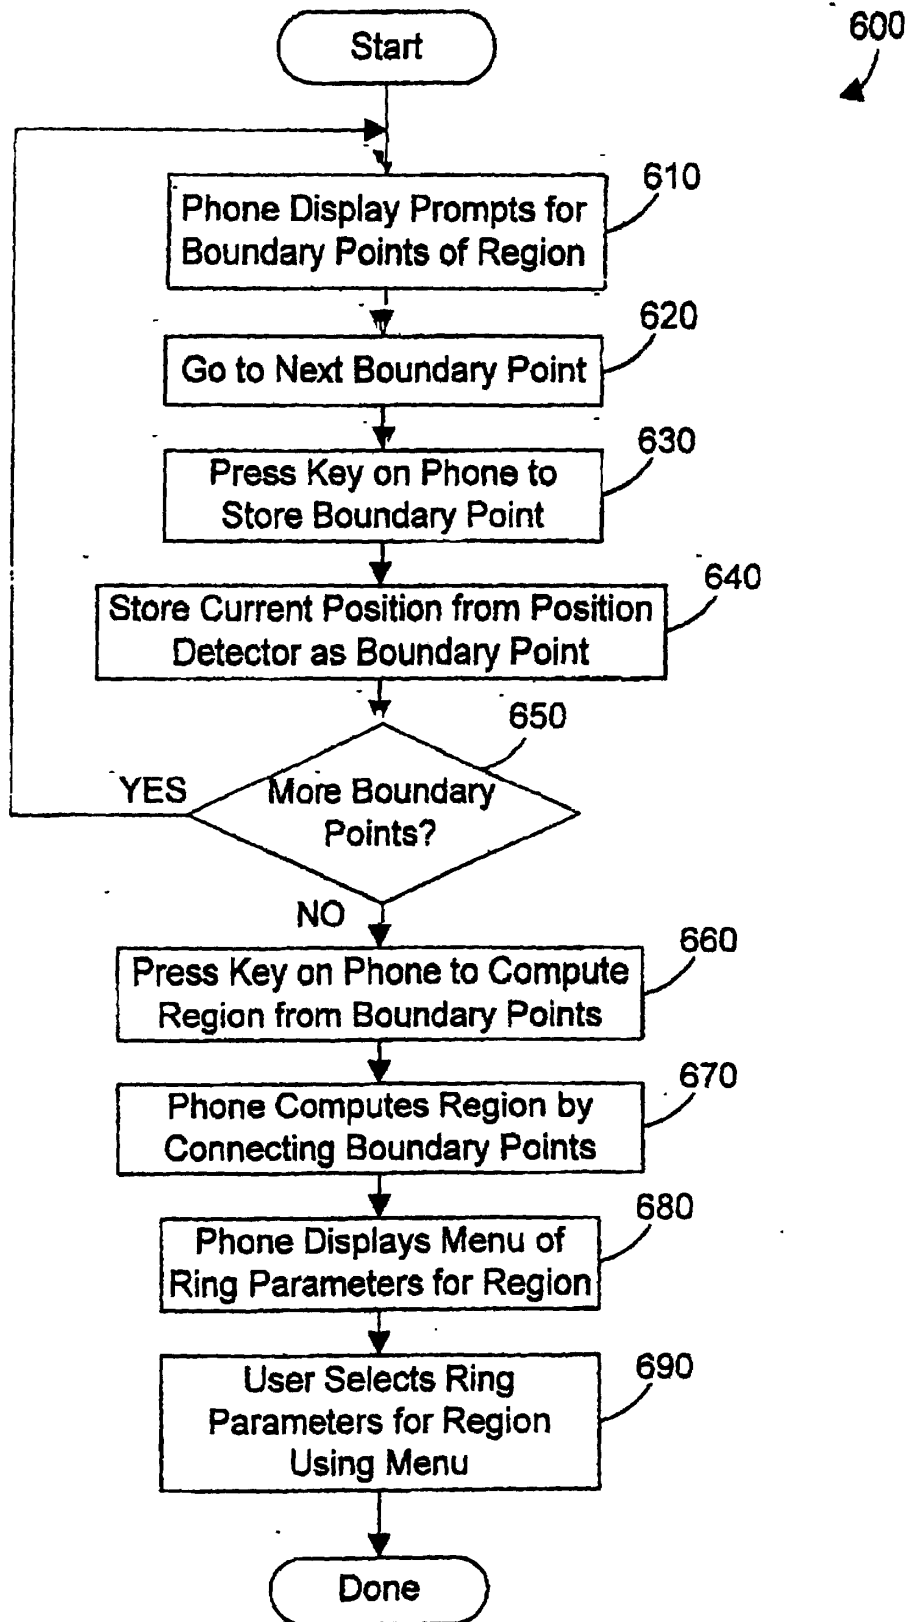 600
Start
610
Phone Display Prompts for
Boundary Points of Region
620
Go to Next Boundary Point
630
Press Key on Phone to
Store Boundary Point
640
Store Current Position from Position
Detector as Boundary Point
650
YES
More Boundary
Points?
NO
660
Press Key on Phone to Compute
Region from Boundary Points
670
Phone Computes Region by
Connecting Boundary Points
680
Phone Displays Menu of
Ring Parameters for Region
690
User Selects Ring
Parameters for Region
Using Menu
Done